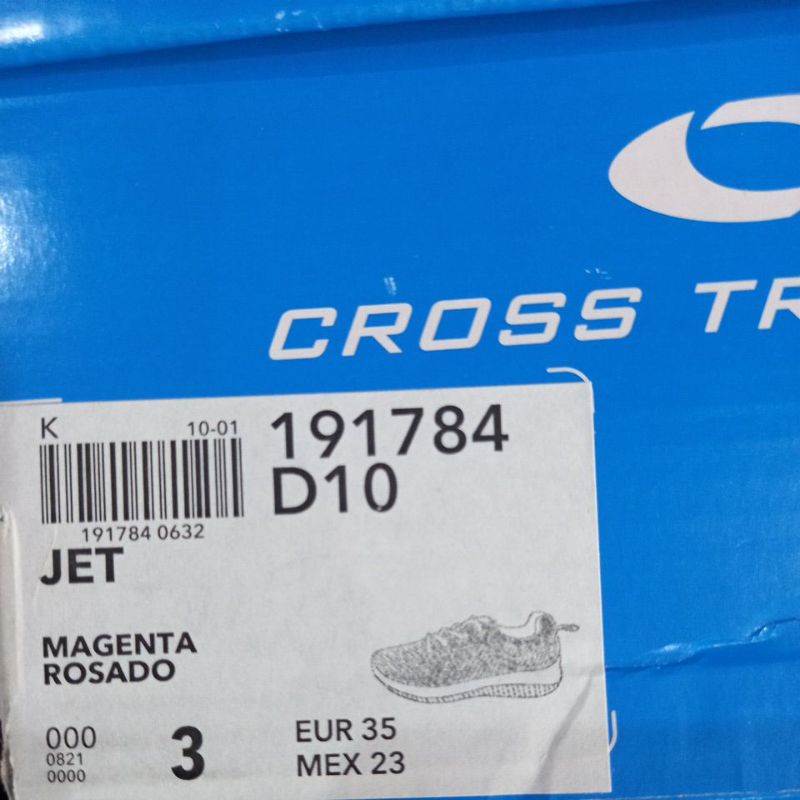 CROSS TR
K 10-01
191784 0632
191784
D10
JET
MAGENTA
ROSADO
000
0821
0000
3
EUR 35
MEX 23